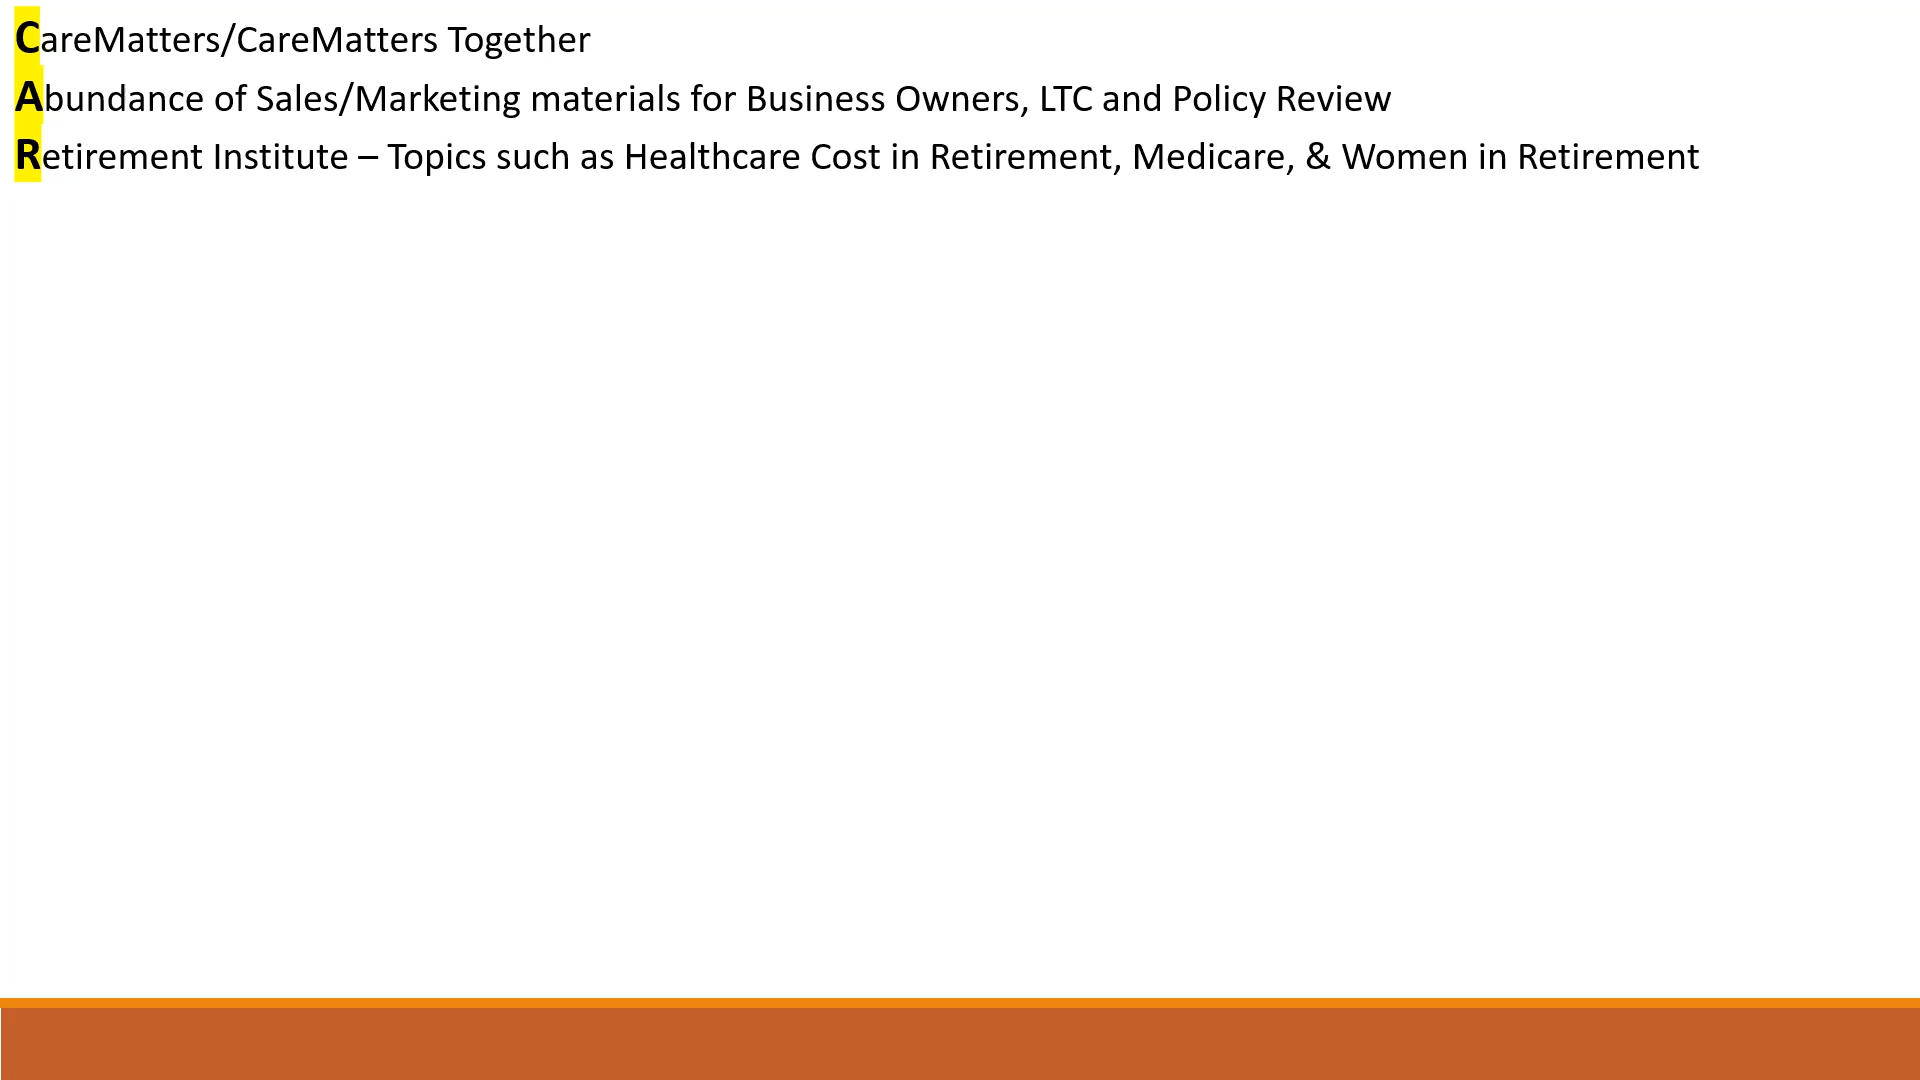 CareMatters/CareMatters Together
Abundance of Sales/Marketing materials for Business Owners, LTC and Policy Review
Retirement Institute – Topics such as Healthcare Cost in Retirement, Medicare, & Women in Retirement